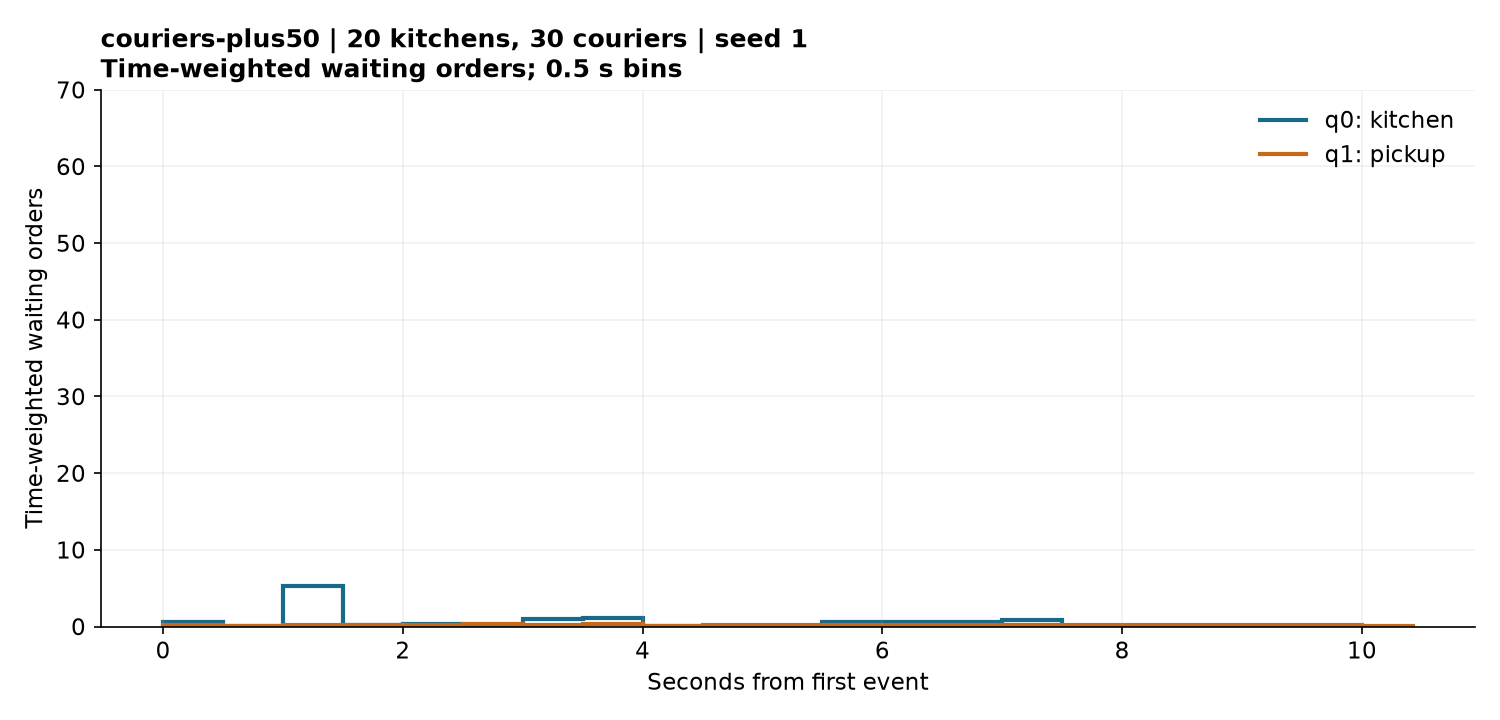 couriers-plus50 | 20 kitchens, 30 couriers | seed 1
Time-weighted waiting orders; 0.5 s bins
70
60
50
40
30
20
10
0
Time-weighted waiting orders
q0: kitchen
q1: pickup
0 2 4 6 8 10
Seconds from first event